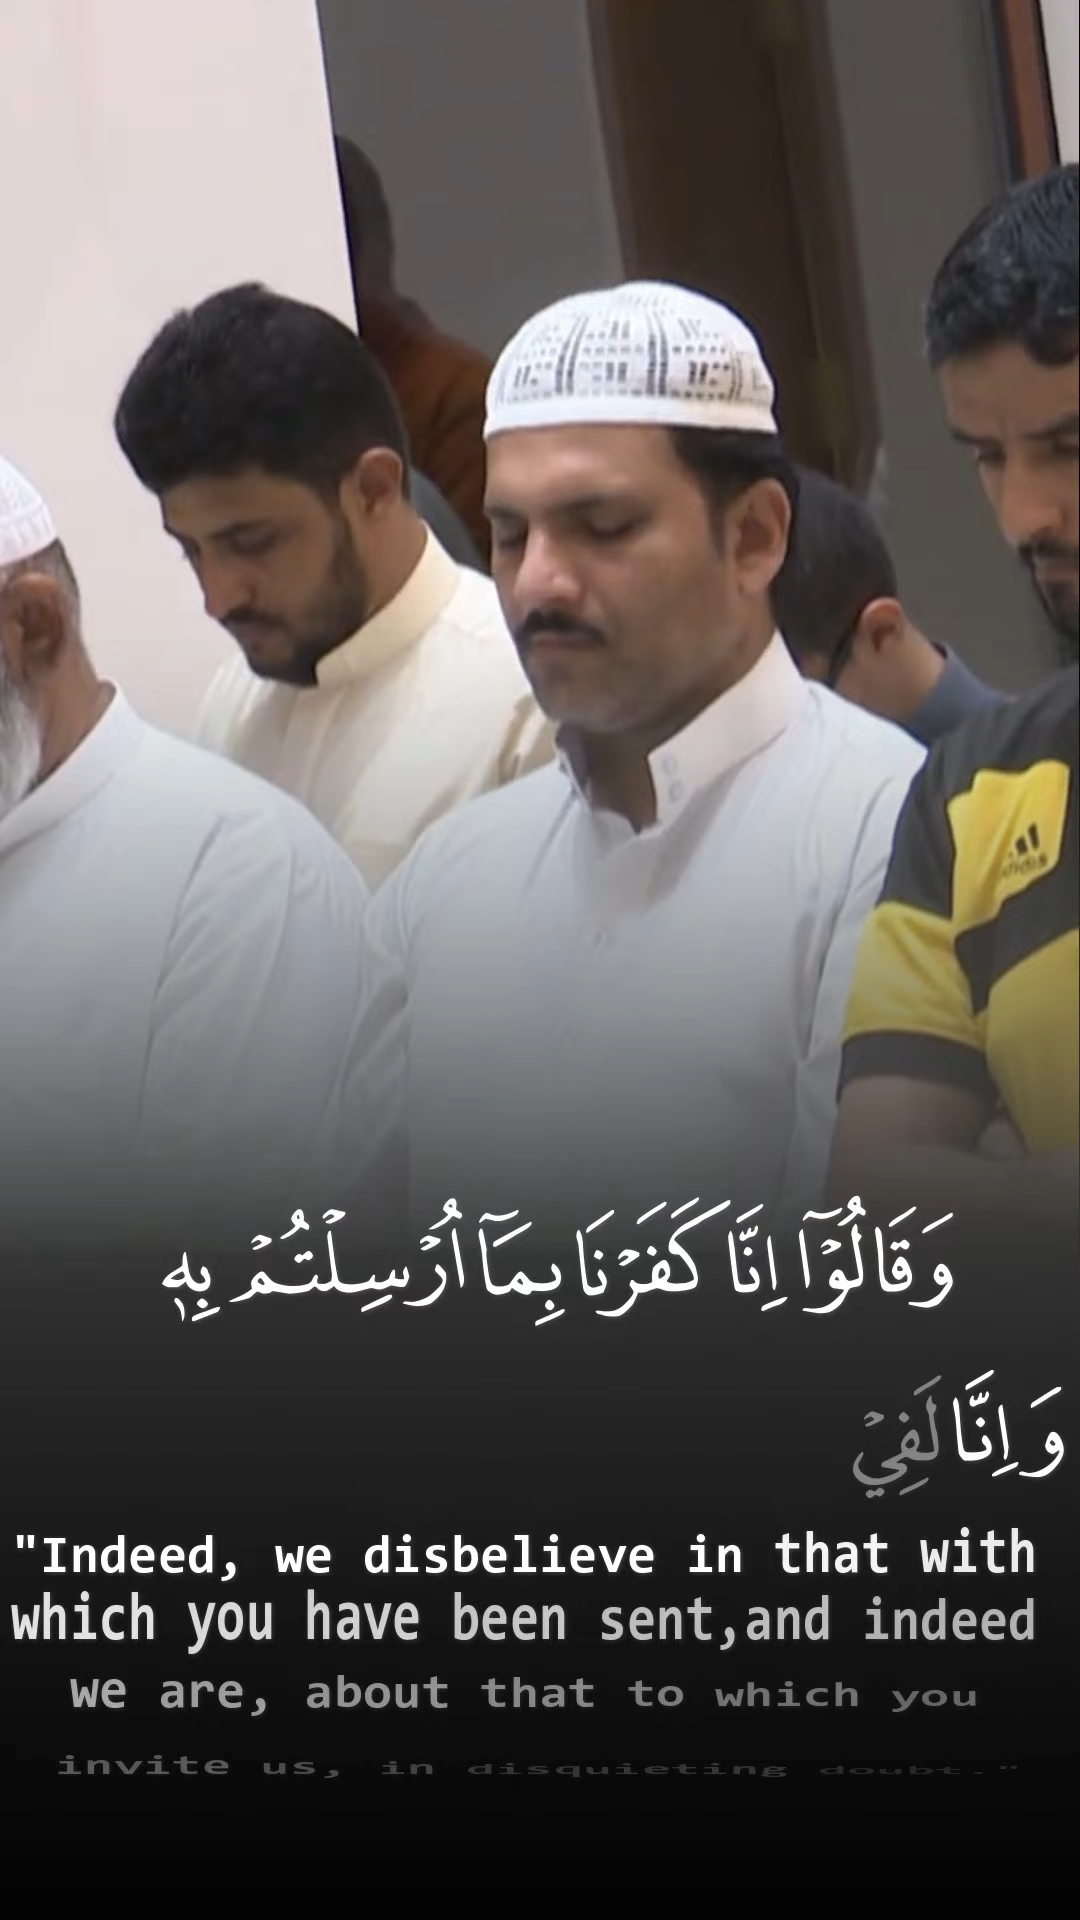 وَقَالُوْٓا اِنَّا كَفَرْنَا بِمَآ اُرْسِلْتُمْ بِهٖ
وَاِنَّا لَفِيْ
"Indeed, we disbelieve in that with
which you have been sent,and indeed
we are, about that to which you
invite us, in disquieting doubt."